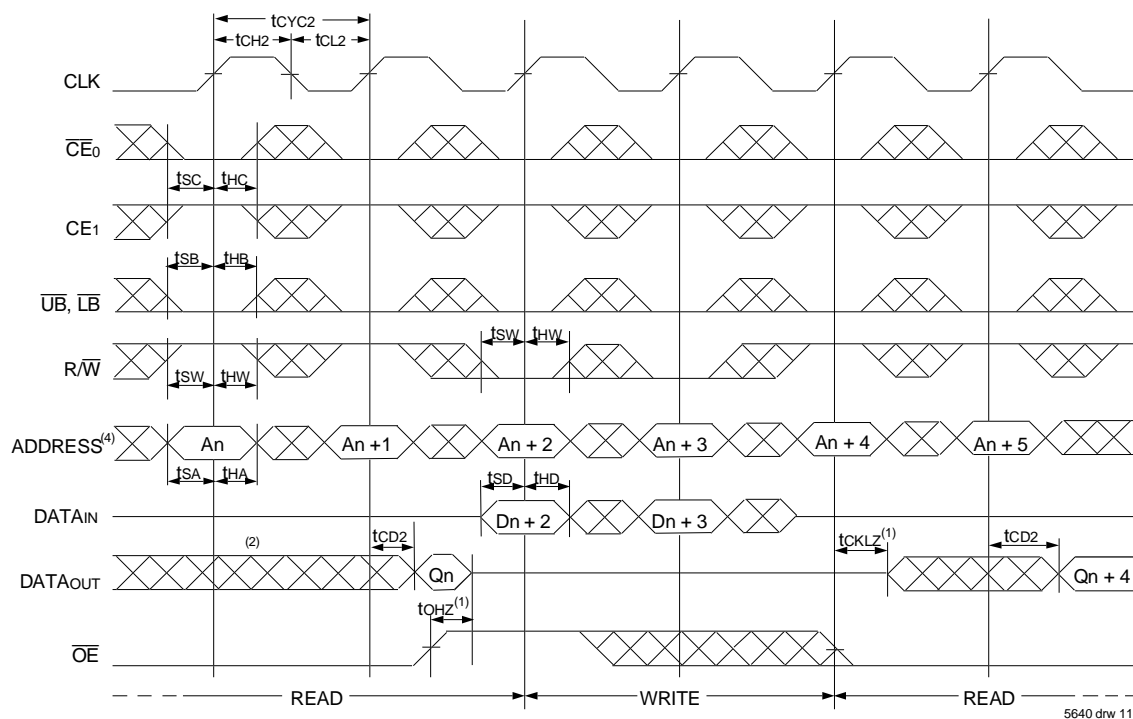 tCYC2
tCH2 tCL2
CLK
CE0
tSC tHC
CE1
tSB tHB
UB, LB
tSW tHW
R/W
tSW tHW
ADDRESS(4) An An + 1 An + 2 An + 3 An + 4 An + 5
tSA tHA tSD tHD
DATAIN Dn + 2 Dn + 3
(2) tCD2 tCKLZ(1) tCD2
DATAOUT Qn Qn + 4
tOHZ(1)
OE
READ WRITE READ
5640 drw 11